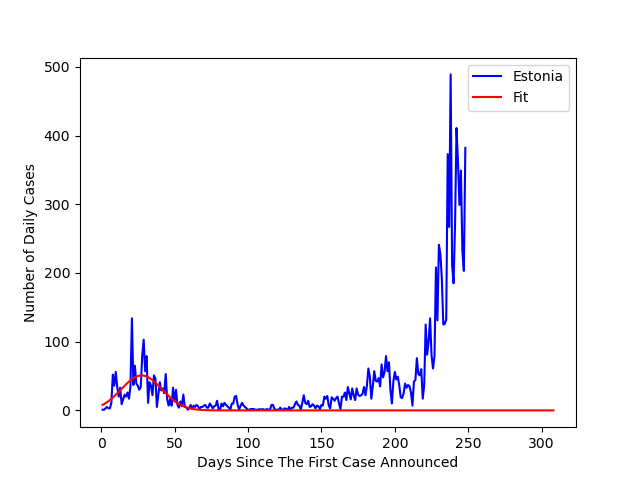 Estonia
Fit
500
400
300
200
100
0
Number of Daily Cases
0 50 100 150 200 250 300
Days Since The First Case Announced